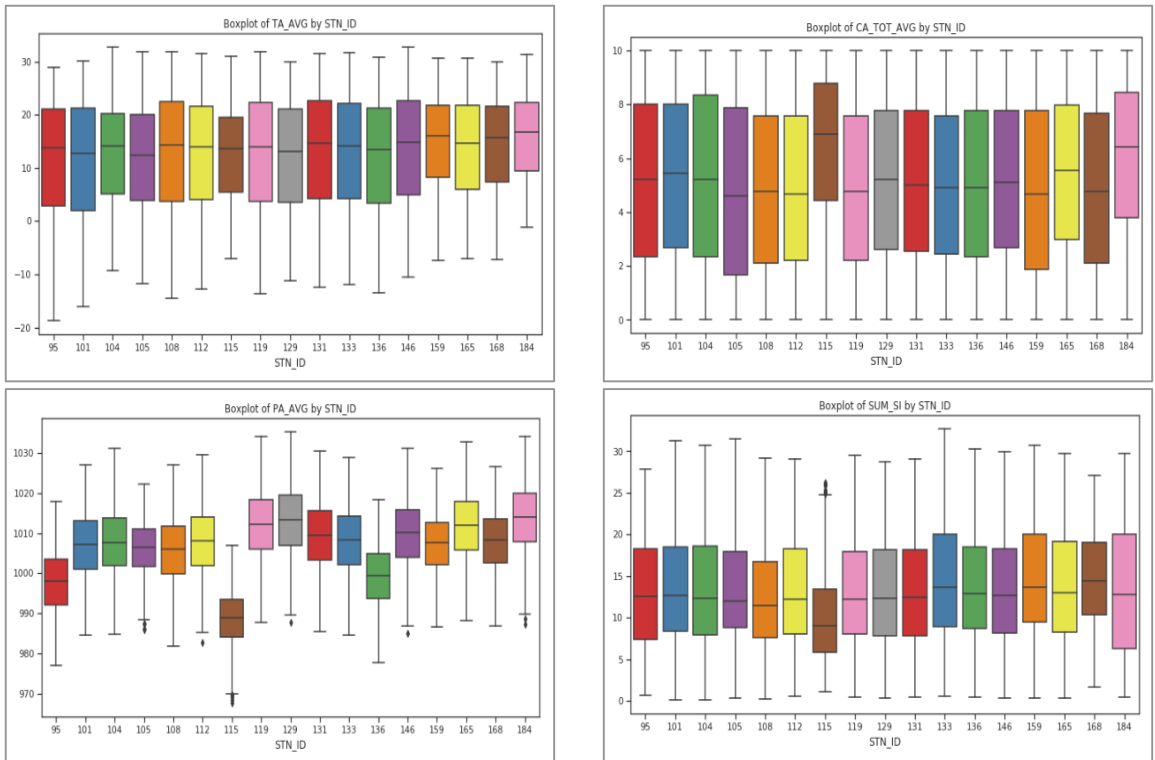 Boxplot of TA_AVG by STN_ID
30
20
10
0
−10
−20
95 101 104 105 108 112 115 119 129 131 133 136 146 159 165 168 184
STN_ID
Boxplot of CA_TOT_AVG by STN_ID
10
8
6
4
2
0
95 101 104 105 108 112 115 119 129 131 133 136 146 159 165 168 184
STN_ID
Boxplot of PA_AVG by STN_ID
1030
1020
1010
1000
990
980
970
95 101 104 105 108 112 115 119 129 131 133 136 146 159 165 168 184
STN_ID
Boxplot of SUM_SI by STN_ID
30
25
20
15
10
5
0
95 101 104 105 108 112 115 119 129 131 133 136 146 159 165 168 184
STN_ID